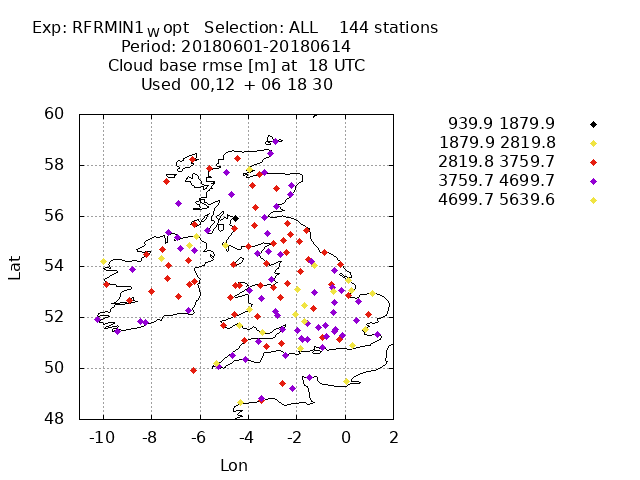 Exp: RFRMIN1 W opt Selection: ALL 144 stations
Period: 20180601-20180614
Cloud base rmse [m] at 18 UTC
Used 00,12 + 06 18 30
939.9 1879.9
1879.9 2819.8
2819.8 3759.7
3759.7 4699.7
4699.7 5639.6
Lat
60
58
56
54
52
50
48
-10 -8 -6 -4 -2 0 2
Lon